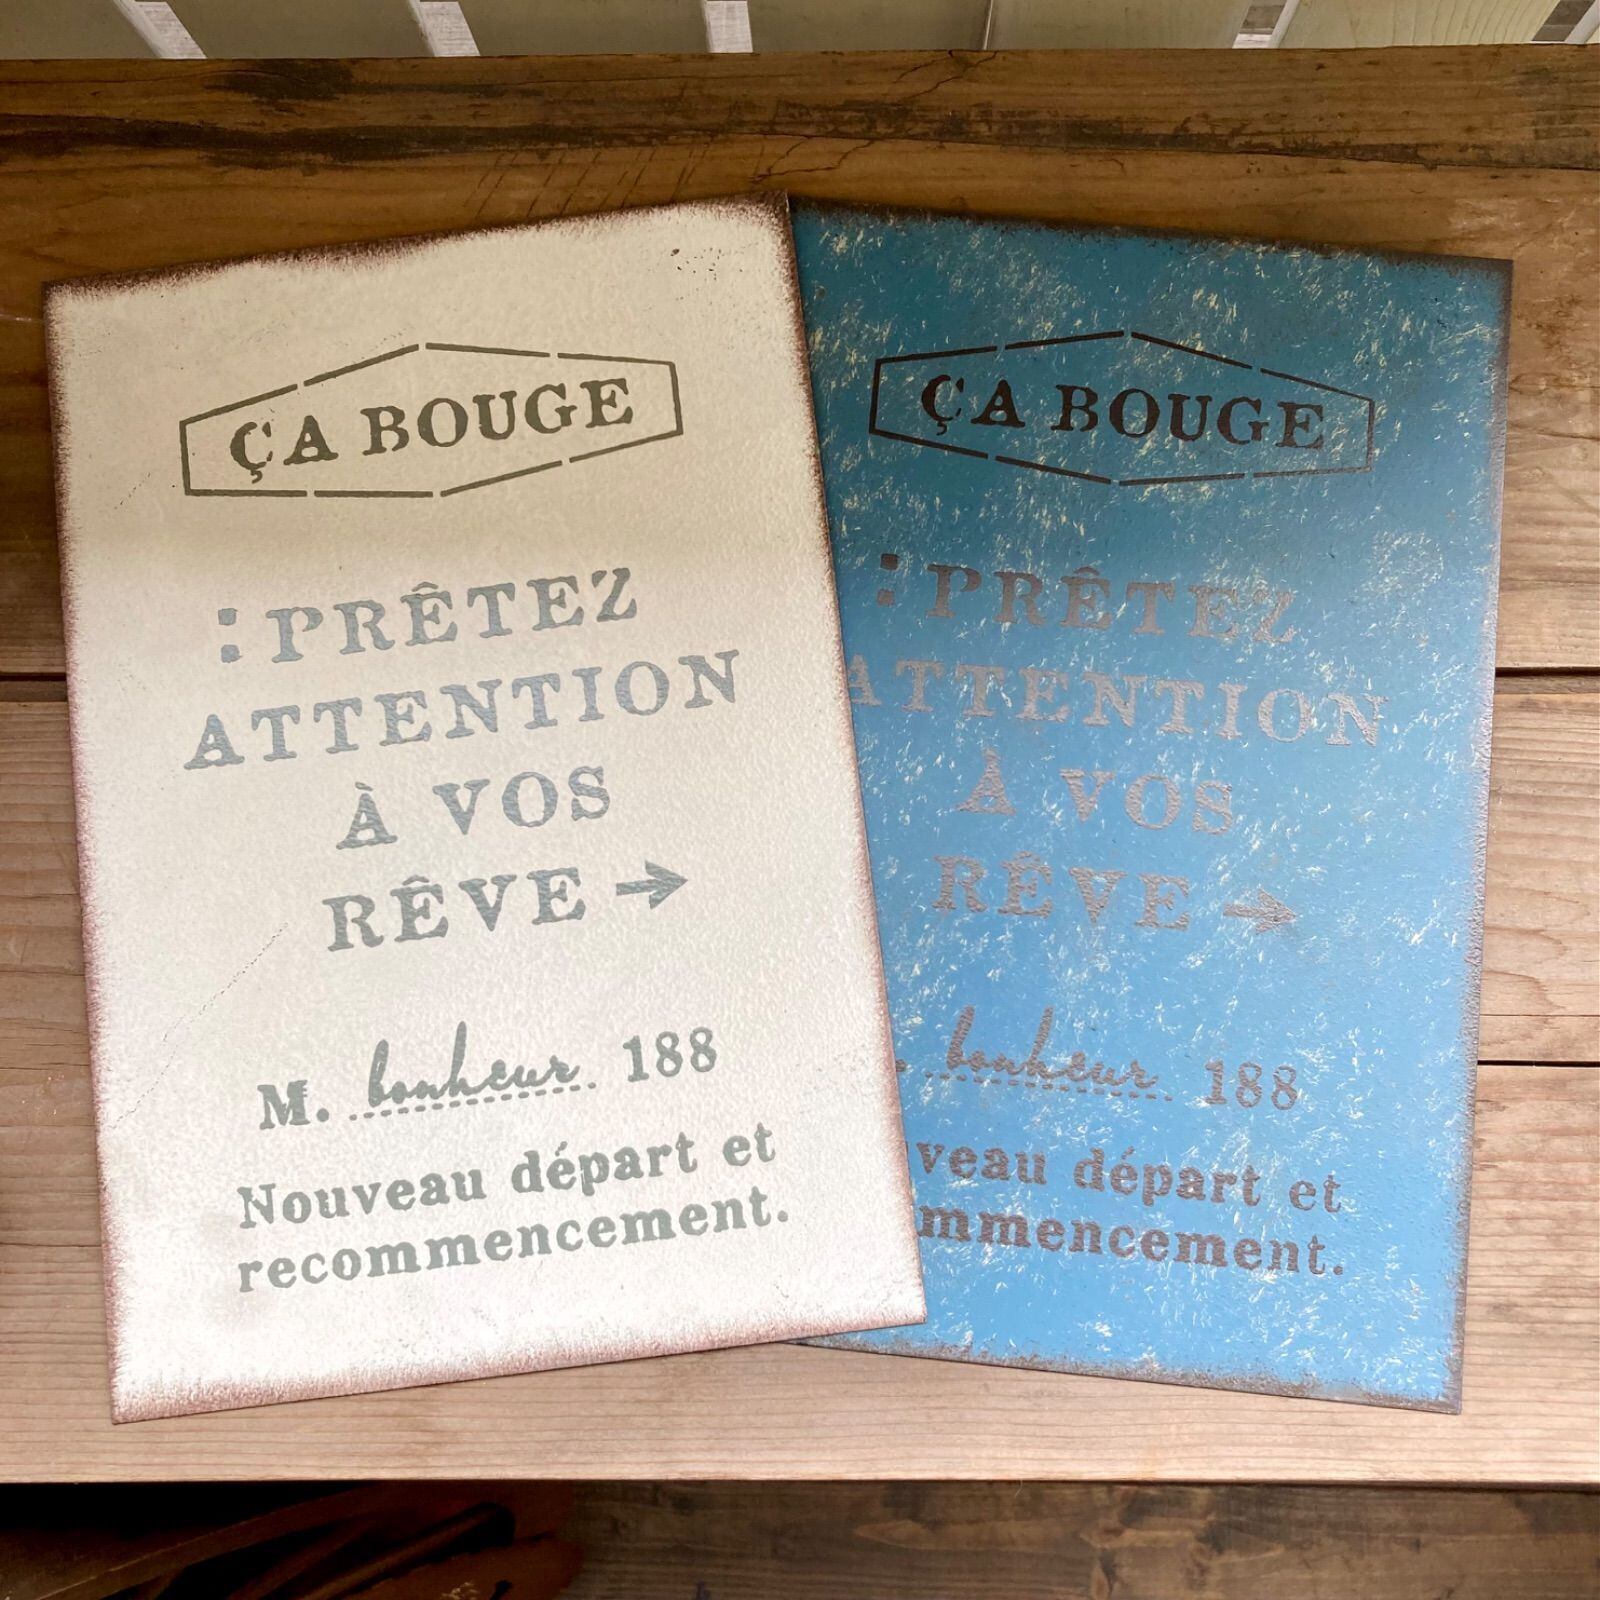 ÇA BOUGE
:PRÊTEZ
ATTENTION
À VOS
RÊVE →
M. bonheur. 188
Nouveau départ et
recommencement.
ÇA BOUGE
:PRÊTEZ
ATTENTION
À VOS
RÊVE →
. bonheur. 188
veau départ et
mmencement.